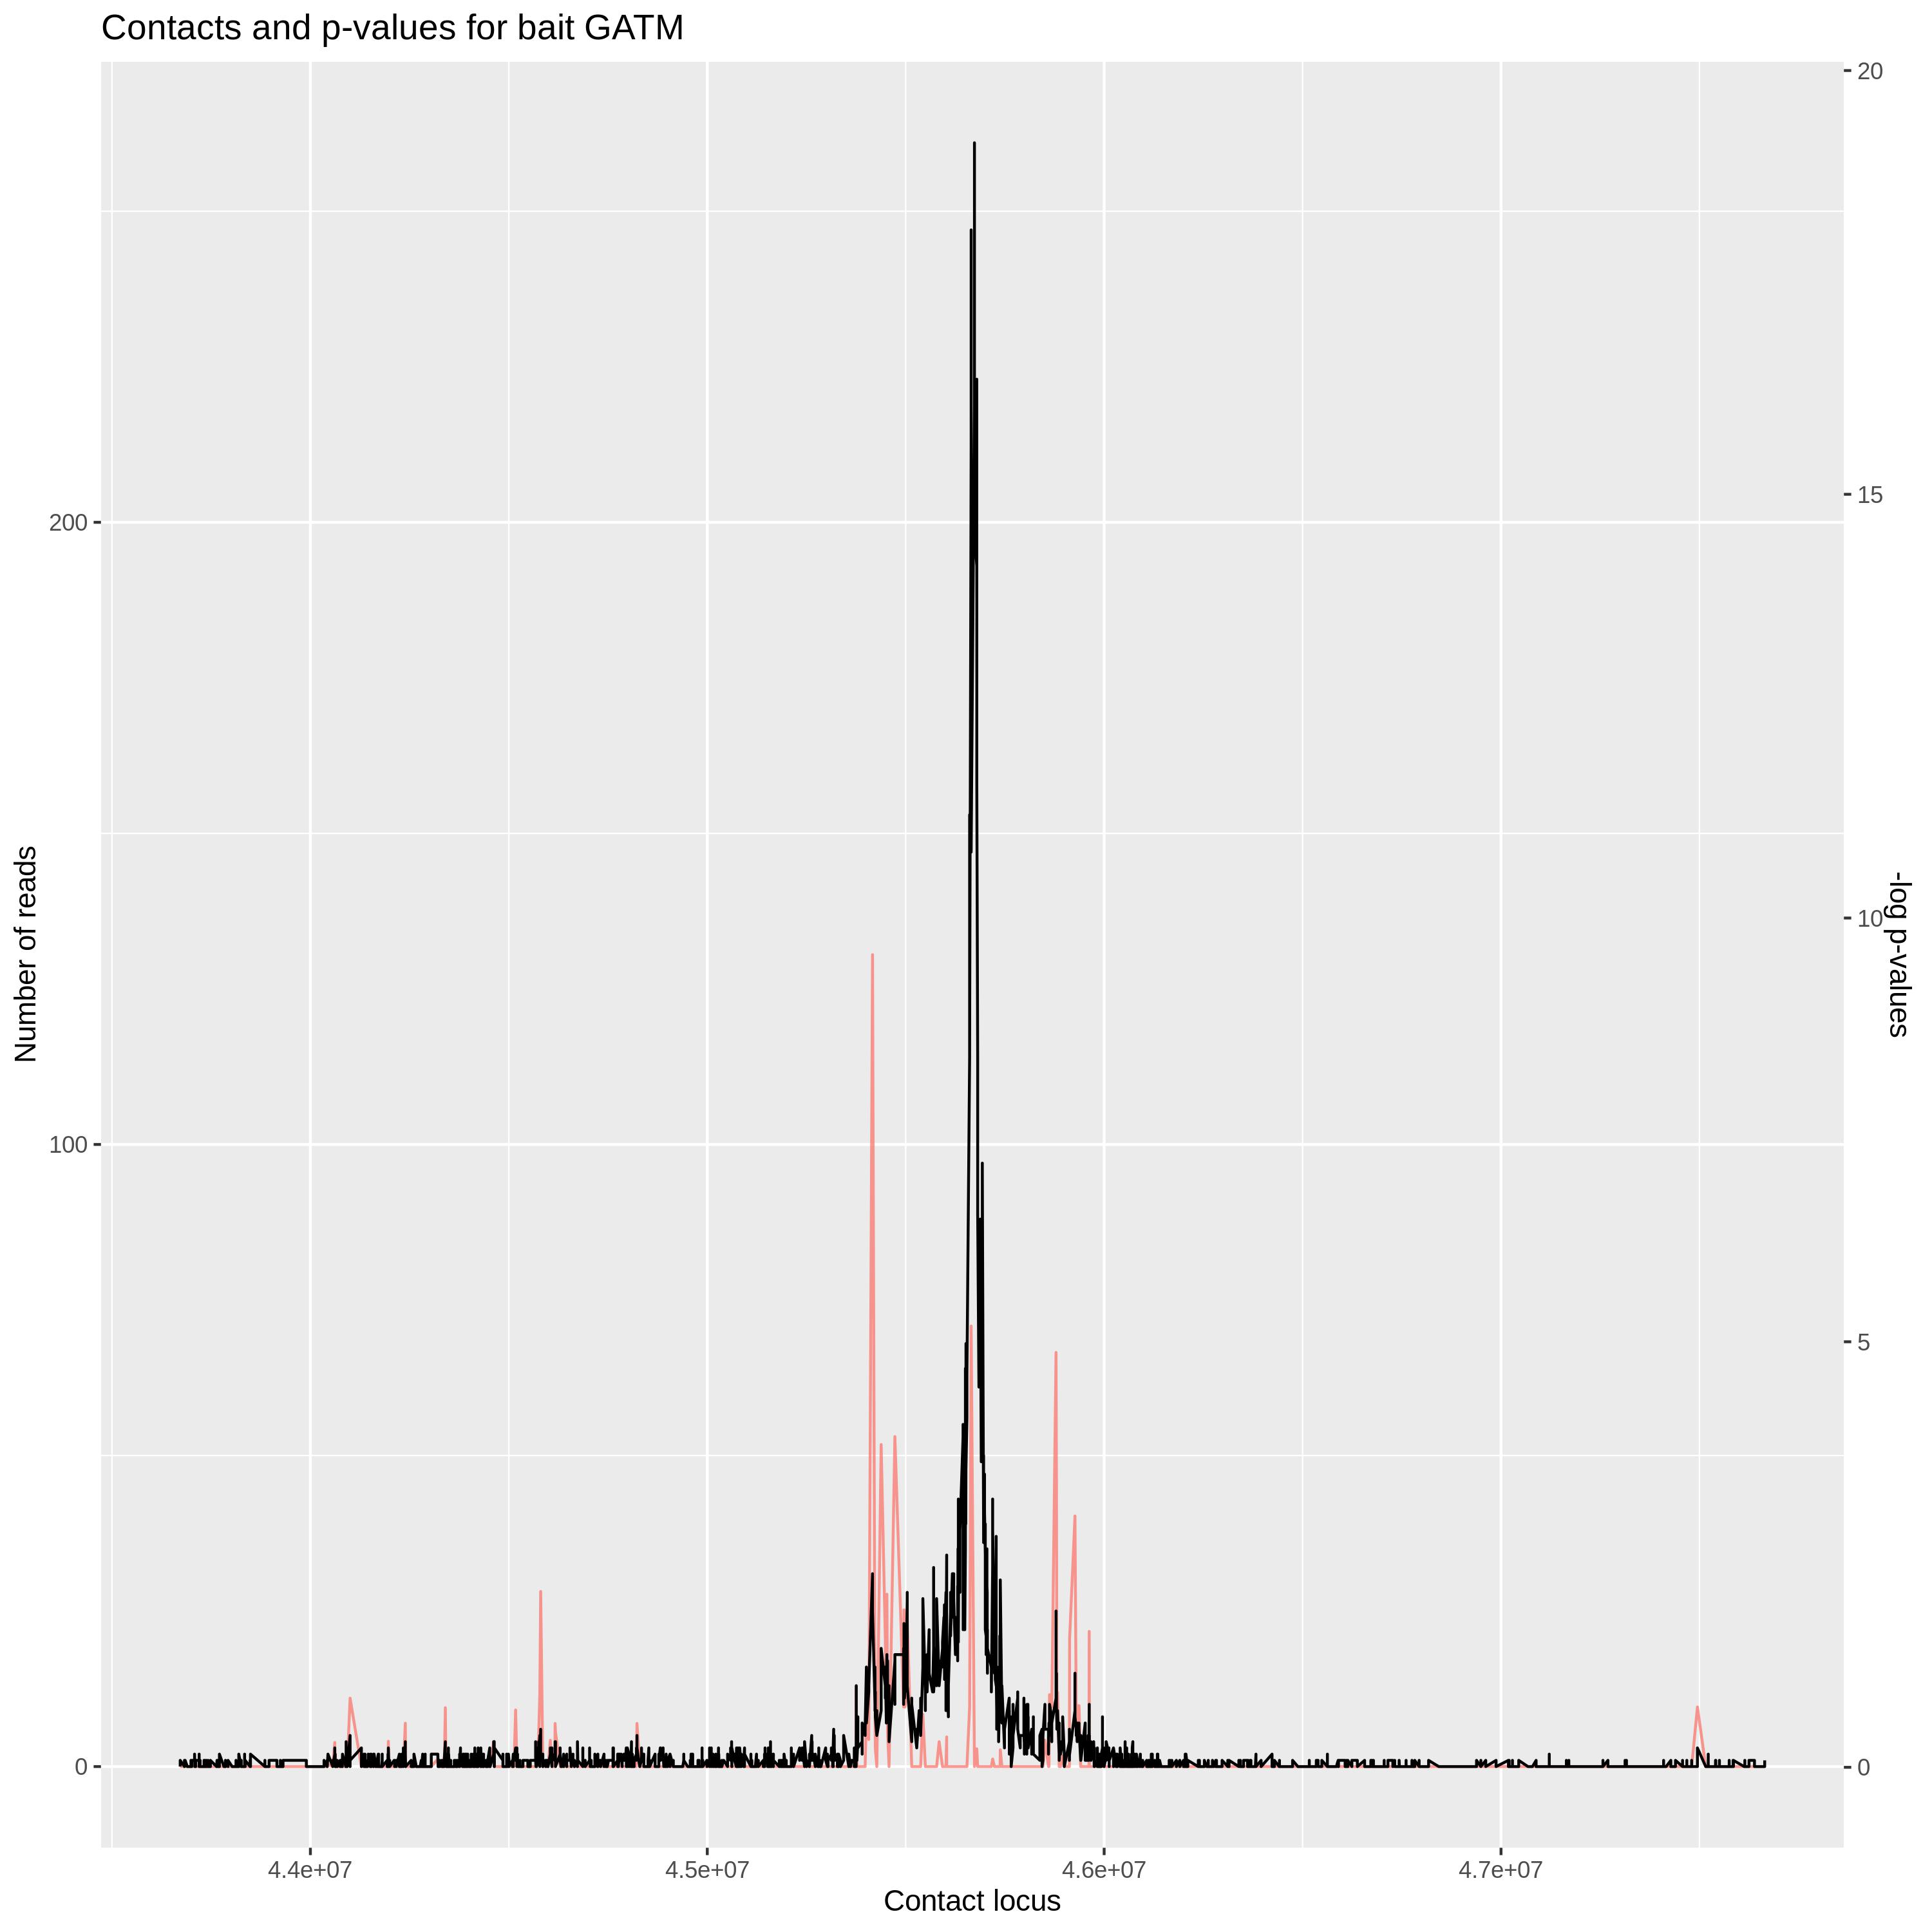 Contacts and p-values for bait GATM
200
100
0
Number of reads
20
15
10
5
0
-log p-values
4.4e+07
4.5e+07
4.6e+07
4.7e+07
Contact locus